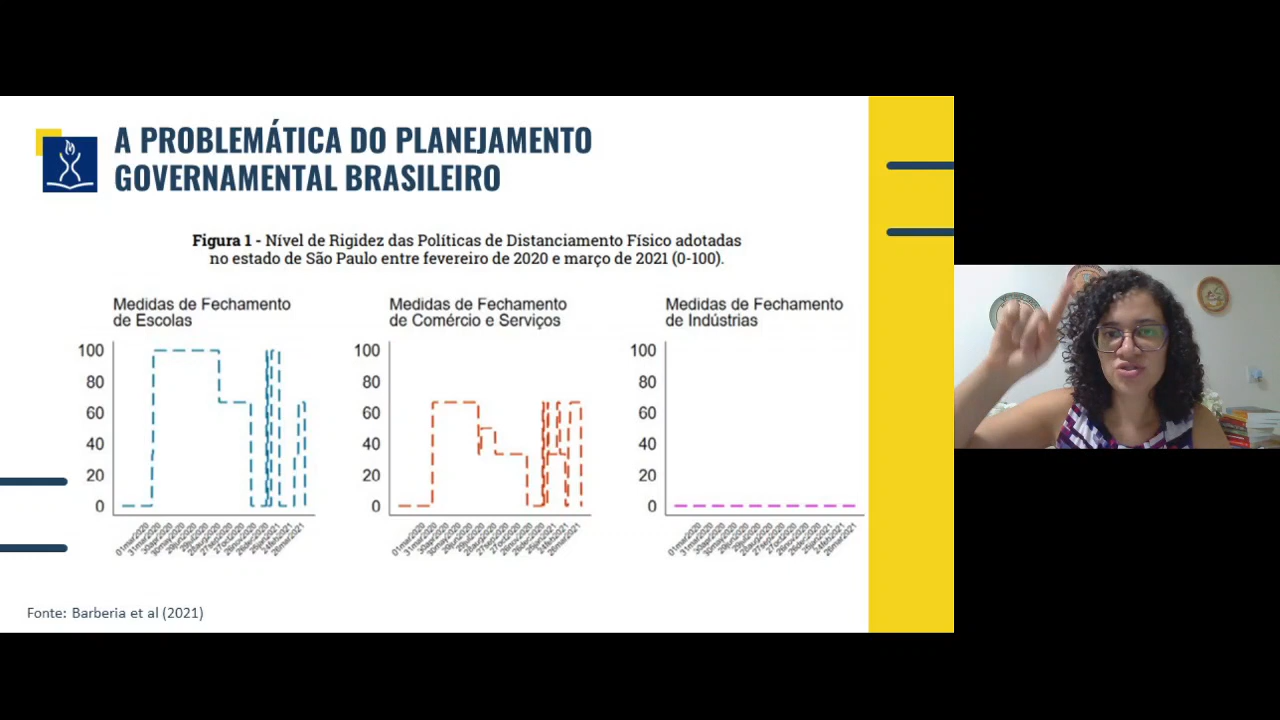 A PROBLEMÁTICA DO PLANEJAMENTO
GOVERNAMENTAL BRASILEIRO
Figura 1 - Nível de Rigidez das Políticas de Distanciamento Físico adotadas
no estado de São Paulo entre fevereiro de 2020 e março de 2021 (0-100).
Medidas de Fechamento
de Escolas
100
80
60
40
20
0
Medidas de Fechamento
de Comércio e Serviços
100
80
60
40
20
0
Medidas de Fechamento
de Indústrias
100
80
60
40
20
0
Fonte: Barberia et al (2021)